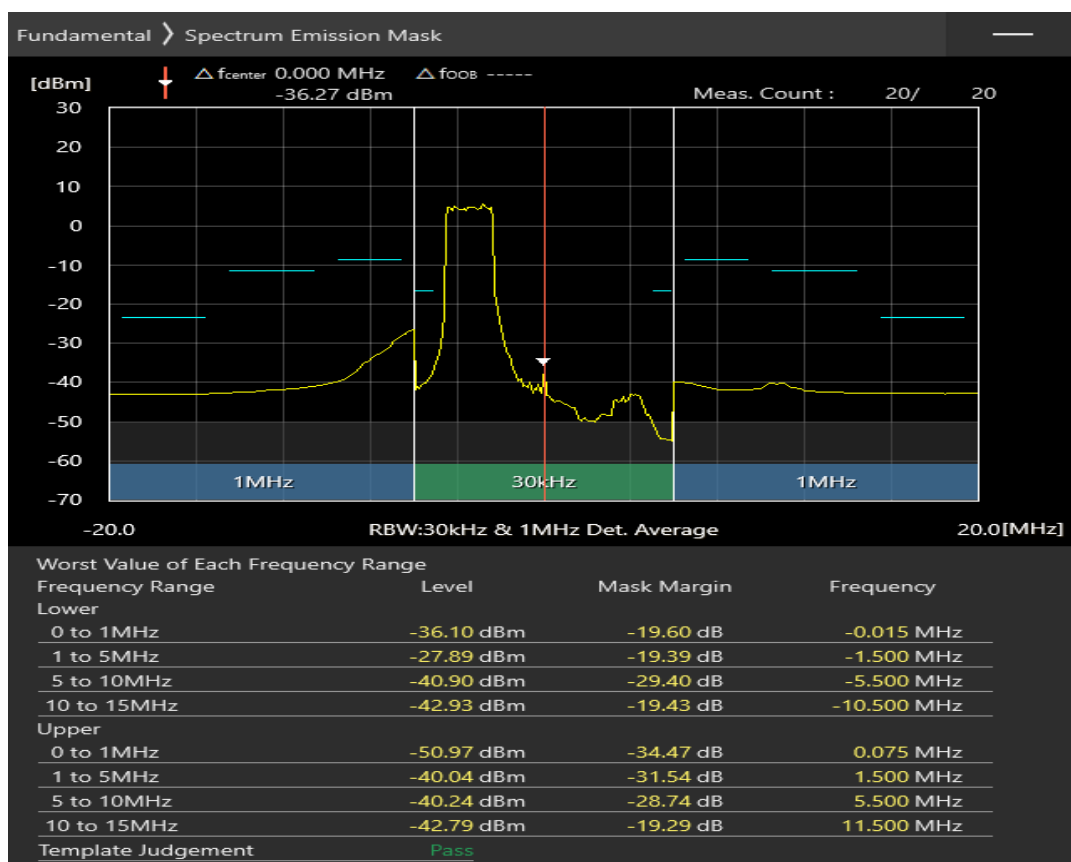 Fundamental ❯ Spectrum Emission Mask
[dBm] △ fcenter 0.000 MHz △ fOOB -----
-36.27 dBm Meas. Count : 20/ 20
30
20
10
0
-10
-20
-30
-40
-50
-60
1MHz 30kHz 1MHz
-70
-20.0 RBW:30kHz & 1MHz Det. Average 20.0[MHz]
Worst Value of Each Frequency Range
Frequency Range Level Mask Margin Frequency
Lower
0 to 1MHz -36.10 dBm -19.60 dB -0.015 MHz
1 to 5MHz -27.89 dBm -19.39 dB -1.500 MHz
5 to 10MHz -40.90 dBm -29.40 dB -5.500 MHz
10 to 15MHz -42.93 dBm -19.43 dB -10.500 MHz
Upper
0 to 1MHz -50.97 dBm -34.47 dB 0.075 MHz
1 to 5MHz -40.04 dBm -31.54 dB 1.500 MHz
5 to 10MHz -40.24 dBm -28.74 dB 5.500 MHz
10 to 15MHz -42.79 dBm -19.29 dB 11.500 MHz
Template Judgement Pass